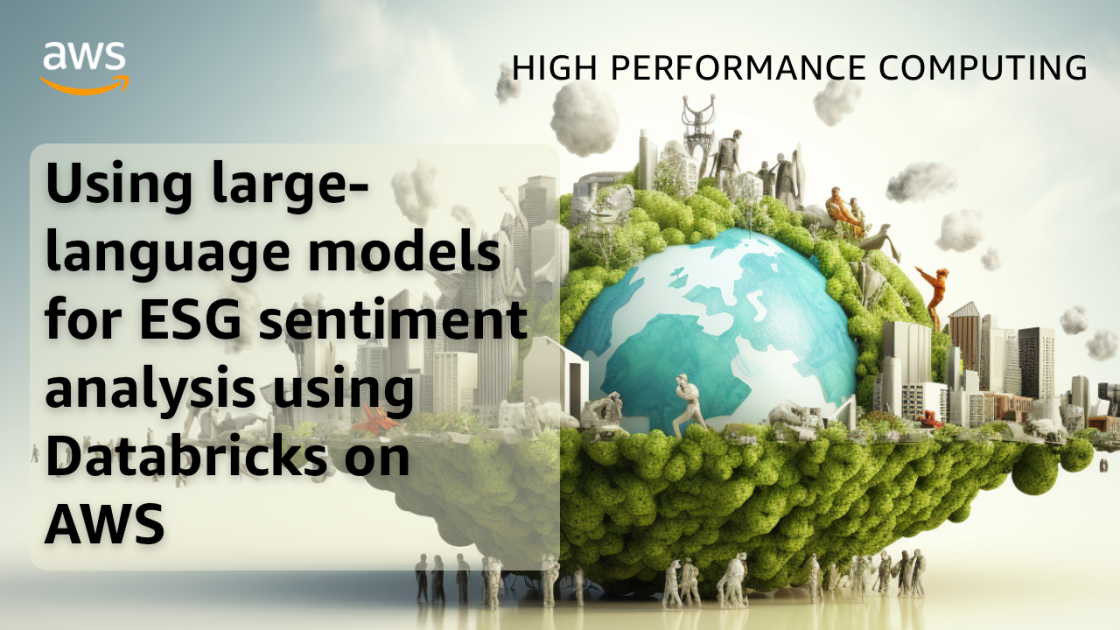 aws
HIGH PERFORMANCE COMPUTING
Using large-
language models
for ESG sentiment
analysis using
Databricks on
AWS